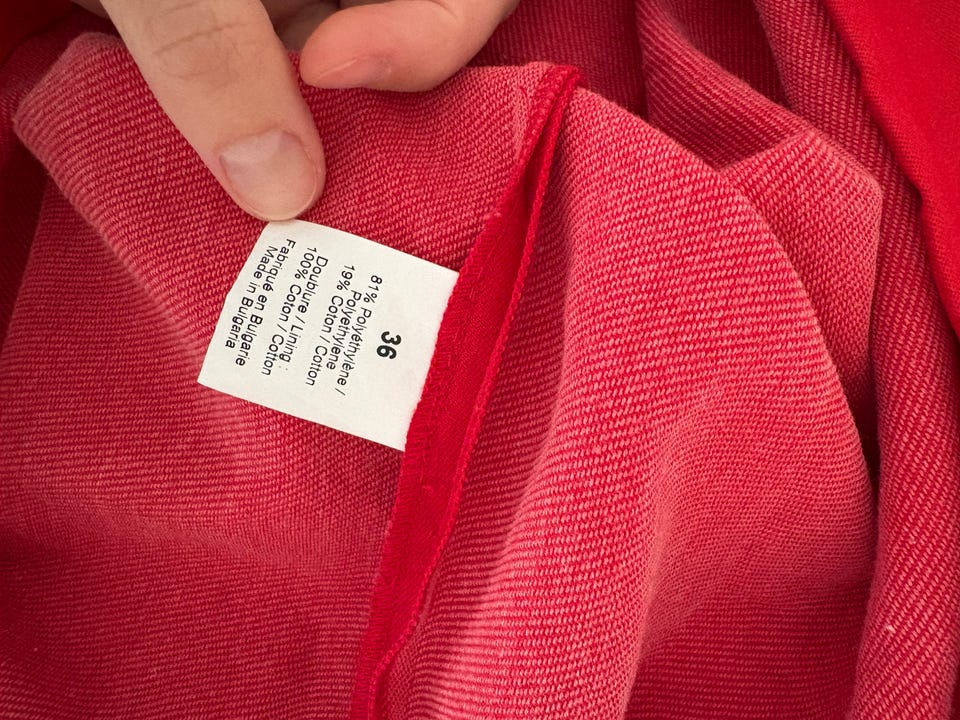 36
81% Polyéthylène /
Polyethylene
19% Coton / Cotton
Doublure / Lining :
100% Coton / Cotton
Fabriqué en Bulgarie
Made in Bulgaria